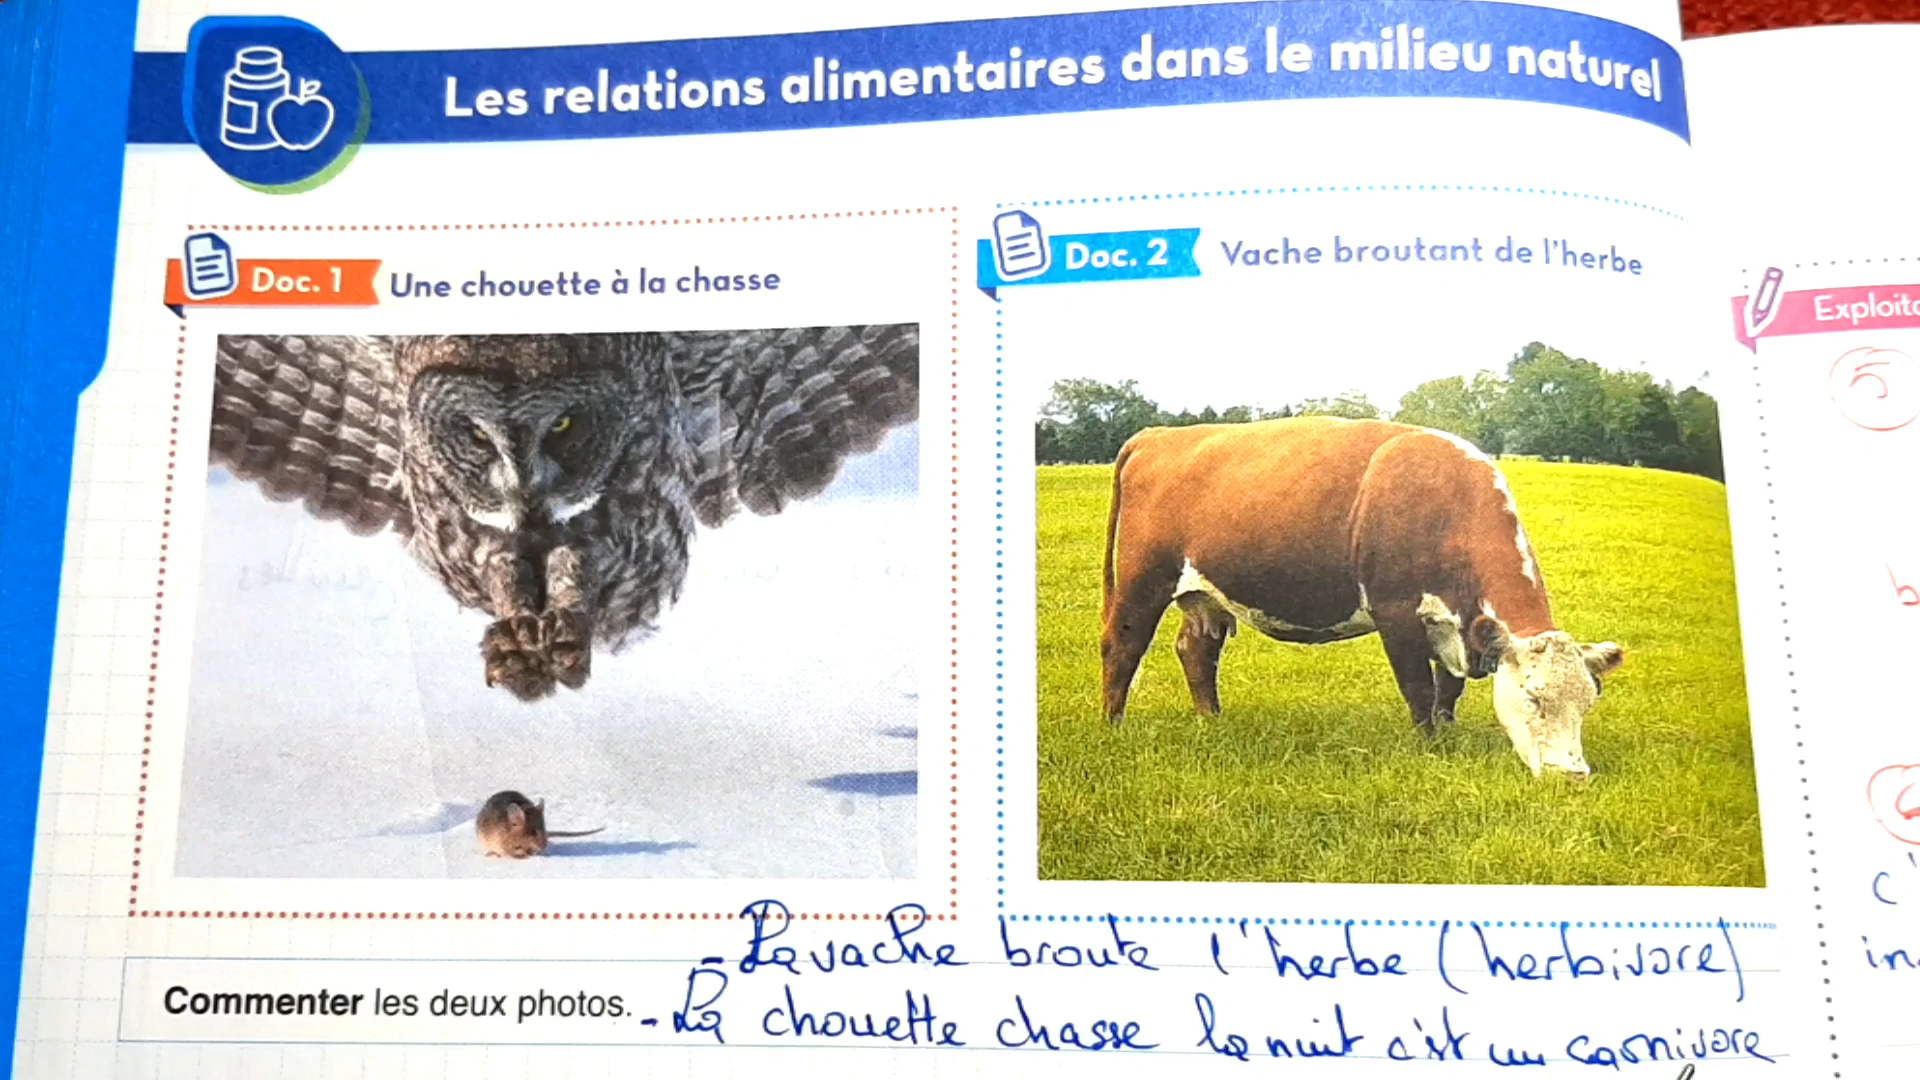 Les relations alimentaires dans le milieu naturel
Doc. 1 Une chouette à la chasse
Doc. 2 Vache broutant de l'herbe
- La vache broute l'herbe (herbivore)
Commenter les deux photos. - La chouette chasse la nuit c'est un carnivore
5
b
c'